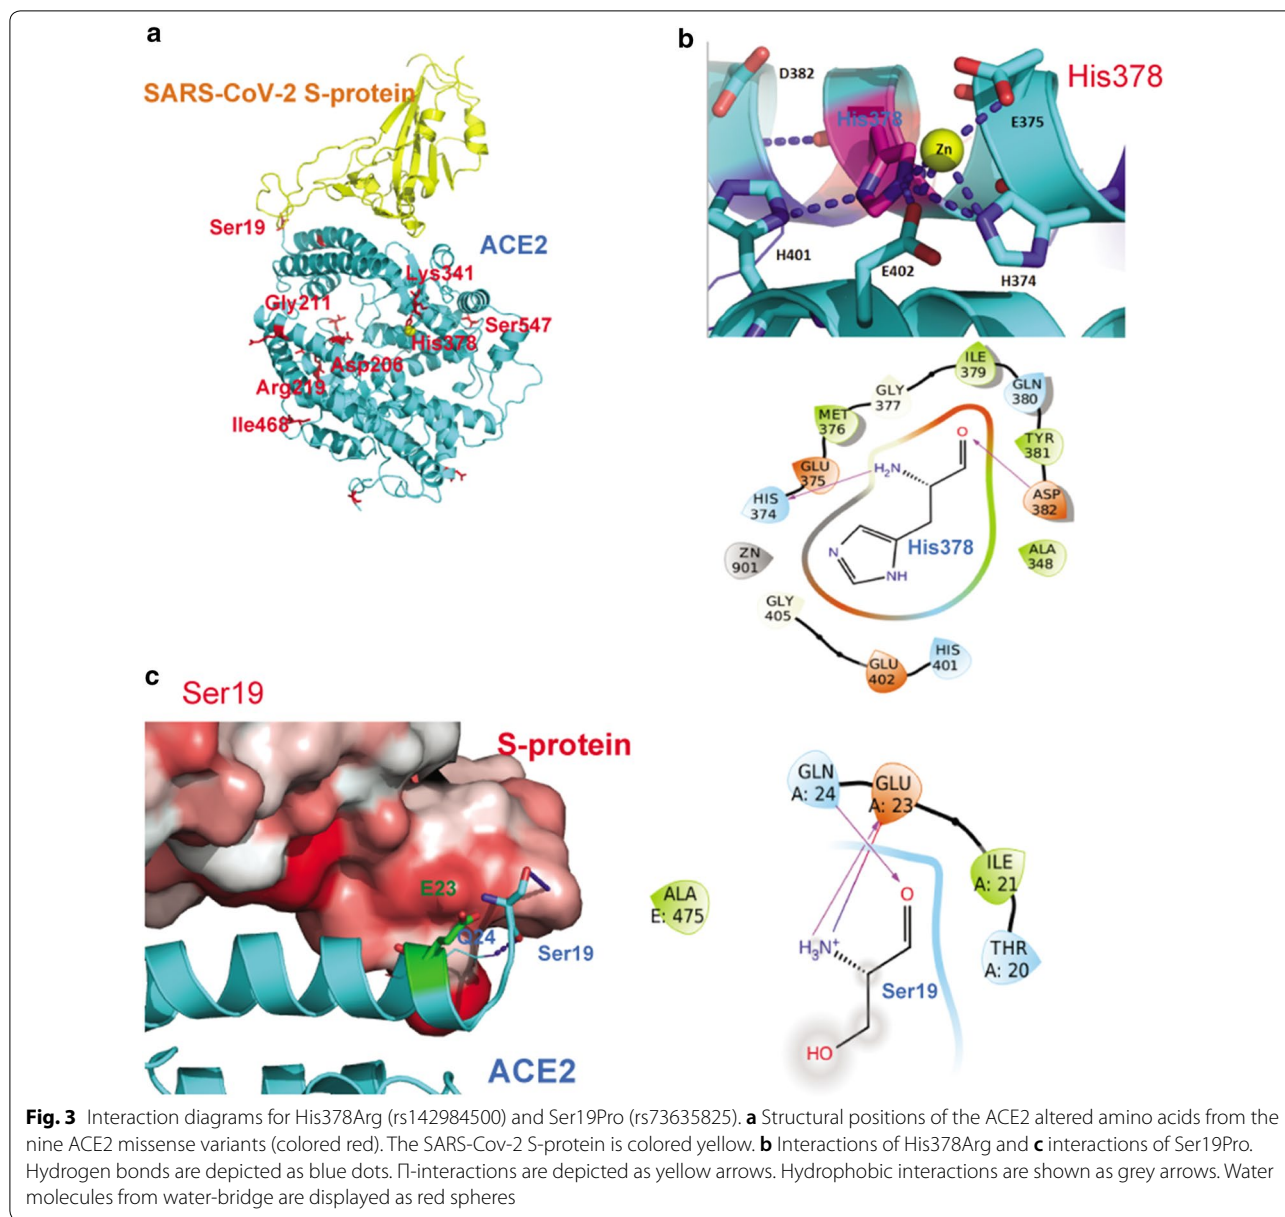 a
SARS-CoV-2 S-protein
Ser19
ACE2
Lys341
Gly211
Ser547
His378
Asp206
Arg219
Ile468
b
His378
D382
His378
E375
Zn
H401
E402
H374
ILE
379
GLY
377
GLN
380
MET
376
TYR
381
O
GLU
375
H₂N
HIS
374
ASP
382
His378
ZN
901
N
ALA
348
NH
GLY
405
HIS
401
GLU
402
c
Ser19
S-protein
E23
Q24
Ser19
ACE2
GLN
A: 24
GLU
A: 23
ILE
A: 21
ALA
E: 475
O
H₃N⁺
THR
A: 20
Ser19
HO
Fig. 3 Interaction diagrams for His378Arg (rs142984500) and Ser19Pro (rs73635825). a Structural positions of the ACE2 altered amino acids from the
nine ACE2 missense variants (colored red). The SARS-Cov-2 S-protein is colored yellow. b Interactions of His378Arg and c interactions of Ser19Pro.
Hydrogen bonds are depicted as blue dots. Π-interactions are depicted as yellow arrows. Hydrophobic interactions are shown as grey arrows. Water
molecules from water-bridge are displayed as red spheres